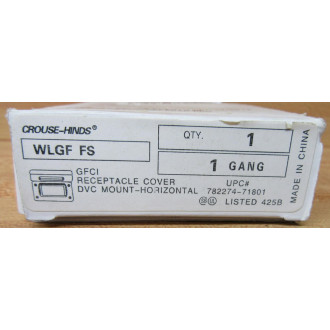 CROUSE-HINDS®
WLGF FS
QTY. 1
1 GANG
GFCI
RECEPTACLE COVER
DVC MOUNT-HORIZONTAL
UPC#
782274-71801
LISTED 425B
MADE IN CHINA